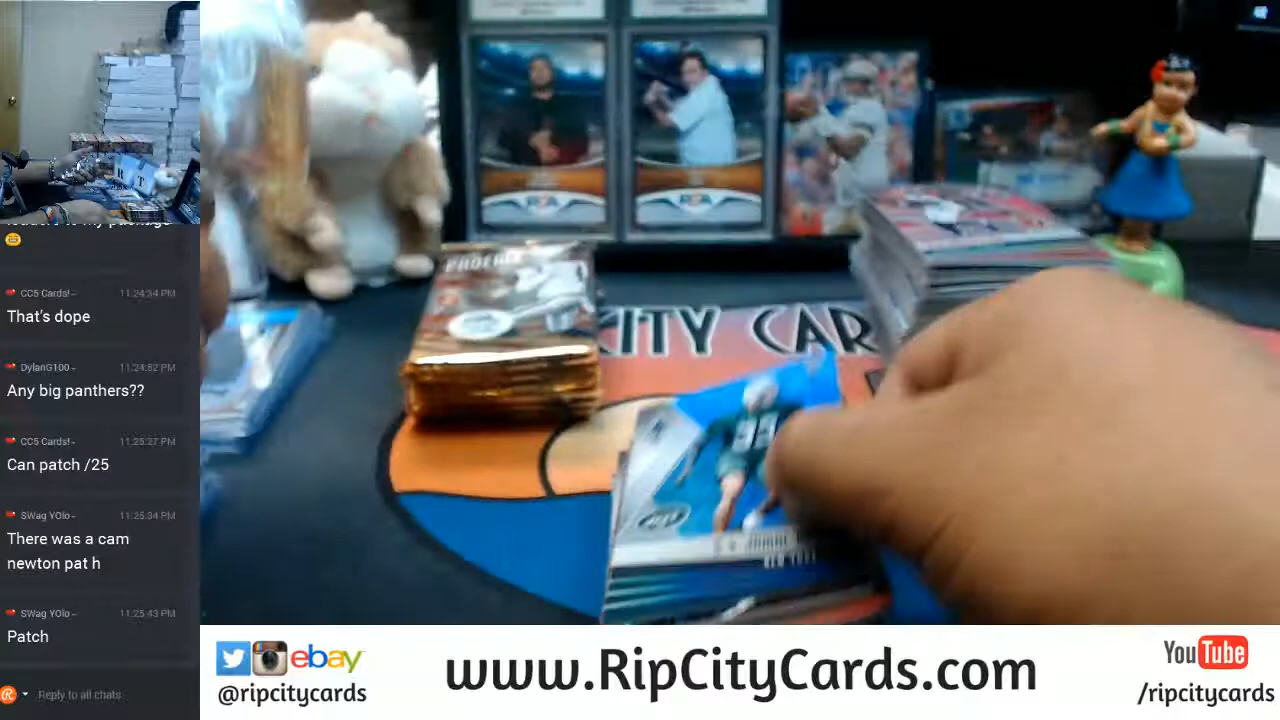 CC5 Cards! - 11:24:34 PM
That's dope
DylanG100 - 11:24:52 PM
Any big panthers??
CC5 Cards! - 11:25:27 PM
Can patch /25
SWag YOlo - 11:25:34 PM
There was a cam
newton pat h
SWag YOlo - 11:25:43 PM
Patch
Reply to all chats
CITY CAR
ebay
@ripcitycards
www.RipCityCards.com
YouTube
/ripcitycards